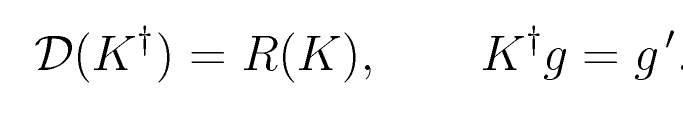 𝒟(K†) = R(K),  K†g = g′.